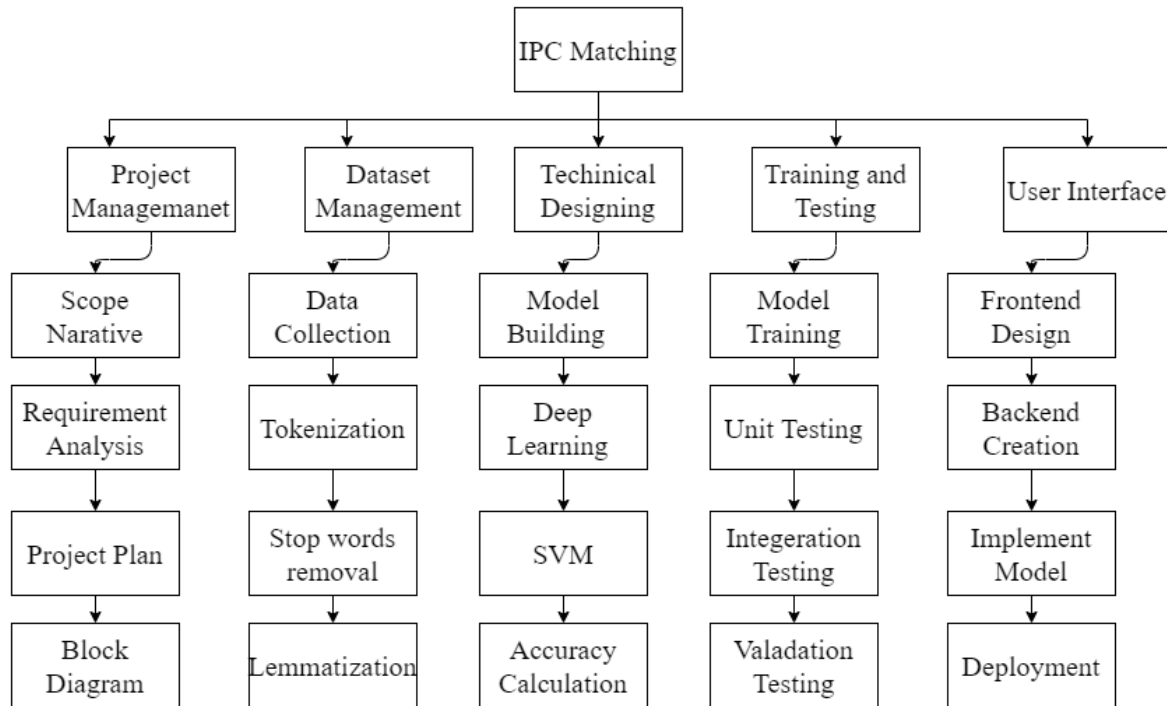 IPC Matching
Project
Managemanet
Dataset
Management
Techinical
Designing
Training and
Testing
User Interface
Scope
Narative
Data
Collection
Model
Building
Model
Training
Frontend
Design
Requirement
Analysis
Tokenization
Deep
Learning
Unit Testing
Backend
Creation
Project Plan
Stop words
removal
SVM
Integeration
Testing
Implement
Model
Block
Diagram
Lemmatization
Accuracy
Calculation
Valadation
Testing
Deployment